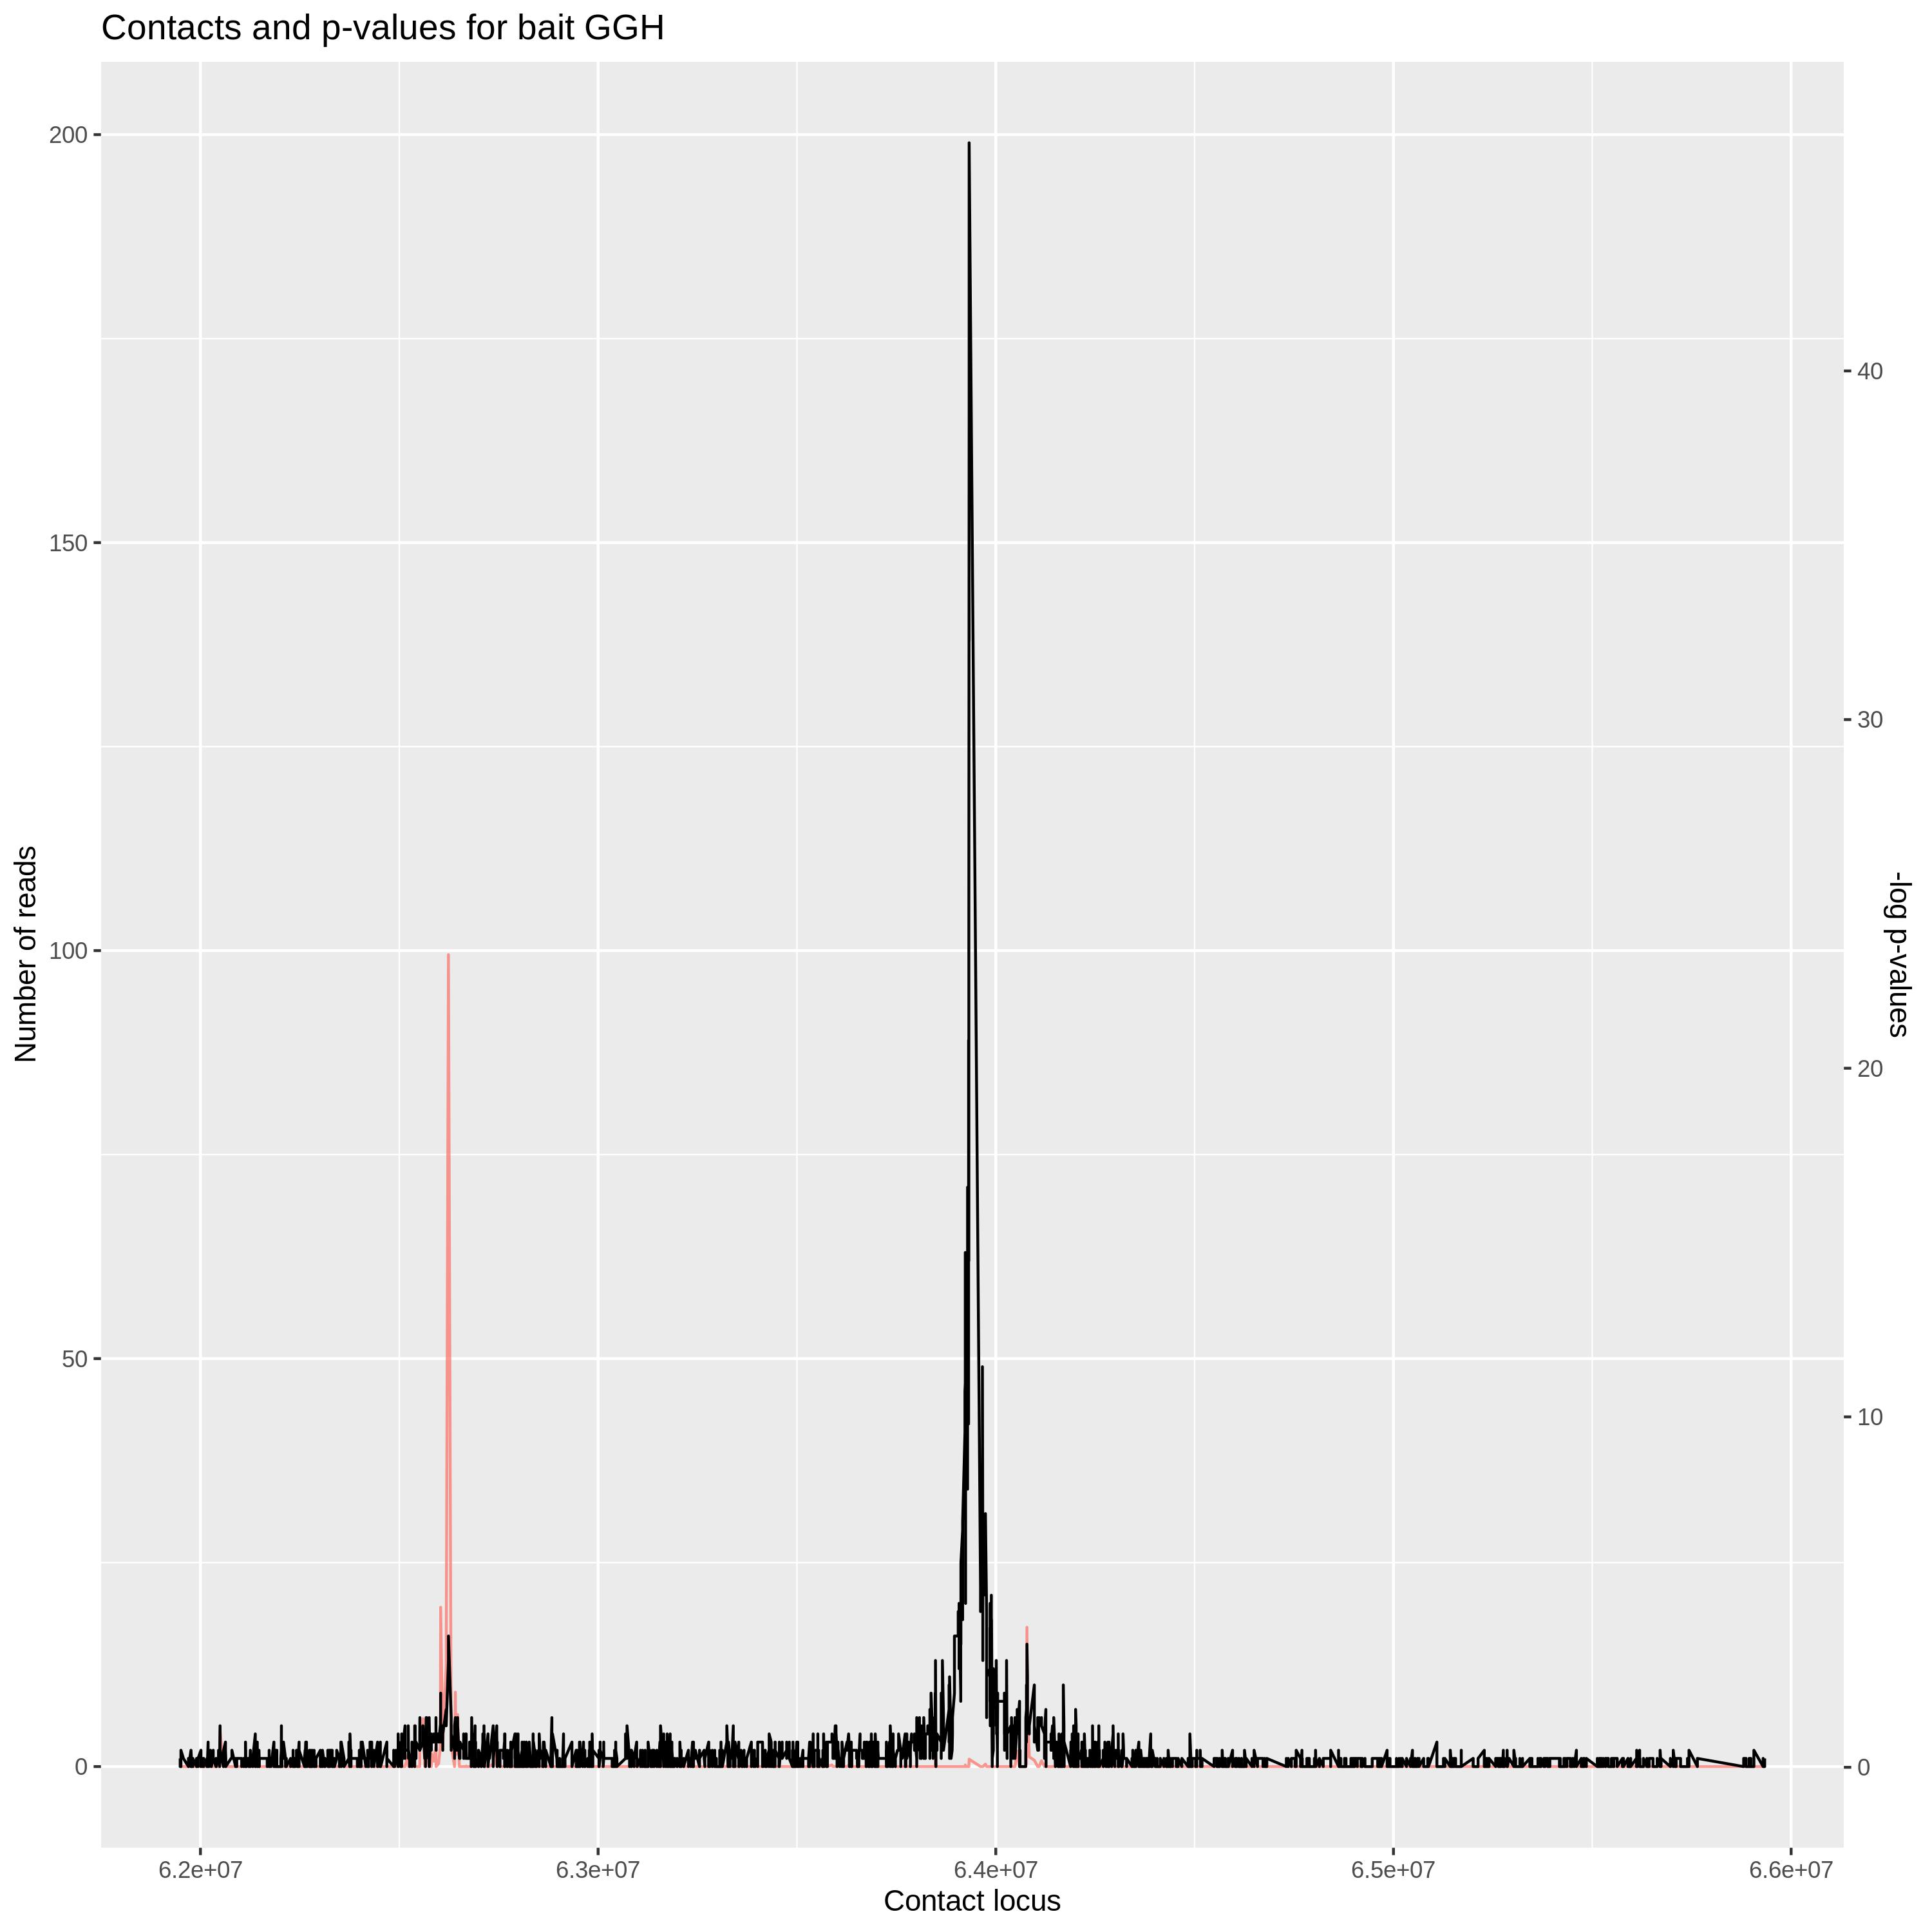 Contacts and p-values for bait GGH
200
150
100
50
0
Number of reads
40
30
20
10
0
-log p-values
6.2e+07
6.3e+07
6.4e+07
6.5e+07
6.6e+07
Contact locus